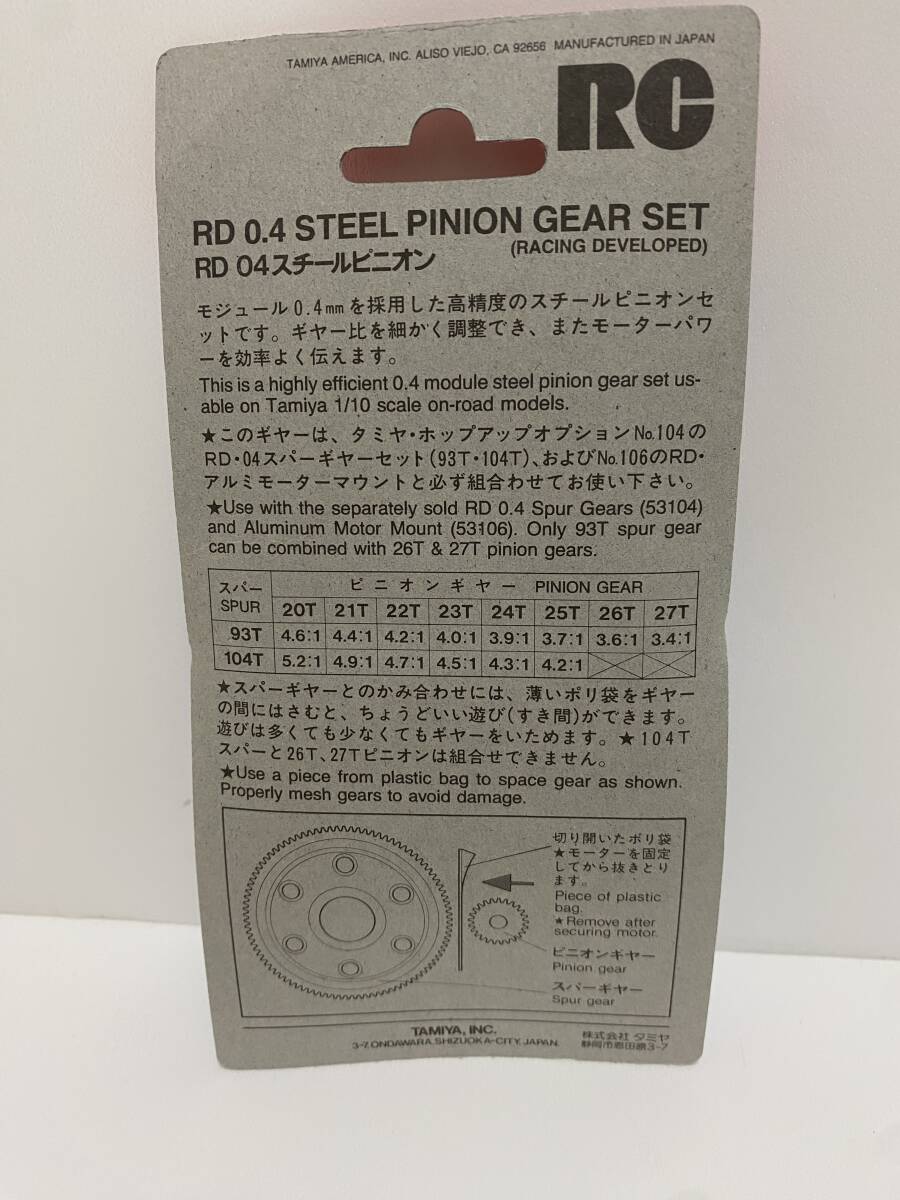 TAMIYA AMERICA, INC. ALISO VIEJO, CA 92656 MANUFACTURED IN JAPAN
RC
RD 0.4 STEEL PINION GEAR SET
(RACING DEVELOPED)
RD 04スチールピニオン
モジュール0.4mmを採用した高精度のスチールピニオンセ
ットです。ギヤー比を細かく調整でき、またモーターパワ
ーを効率よく伝えます。
This is a highly efficient 0.4 module steel pinion gear set us-
able on Tamiya 1/10 scale on-road models.
★このギヤーは、タミヤ・ホップアップオプションNo.104の
RD・04スパーギヤーセット(93T・104T)、およびNo.106のRD・
アルミモーターマウントと必ず組合わせてお使い下さい。
★Use with the separately sold RD 0.4 Spur Gears (53104)
and Aluminum Motor Mount (53106). Only 93T spur gear
can be combined with 26T & 27T pinion gears.
スパー ピニオンギヤー PINION GEAR
SPUR 20T 21T 22T 23T 24T 25T 26T 27T
93T 4.6:1 4.4:1 4.2:1 4.0:1 3.9:1 3.7:1 3.6:1 3.4:1
104T 5.2:1 4.9:1 4.7:1 4.5:1 4.3:1 4.2:1
★スパーギヤーとのかみ合わせには、薄いポリ袋をギヤー
の間にはさむと、ちょうどいい遊び(すき間)ができます。
遊びは多くても少なくてもギヤーをいためます。★104T
スパーと26T、27Tピニオンは組合せできません。
★Use a piece from plastic bag to space gear as shown.
Properly mesh gears to avoid damage.
切り開いたポリ袋
★モーターを固定
してから抜きとり
ます。
Piece of plastic
bag.
★Remove after
securing motor.
ピニオンギヤー
Pinion gear
スパーギヤー
Spur gear
TAMIYA, INC.
3-7, ONDAWARA, SHIZUOKA-CITY, JAPAN.
株式会社 タミヤ
静岡市恩田原3-7